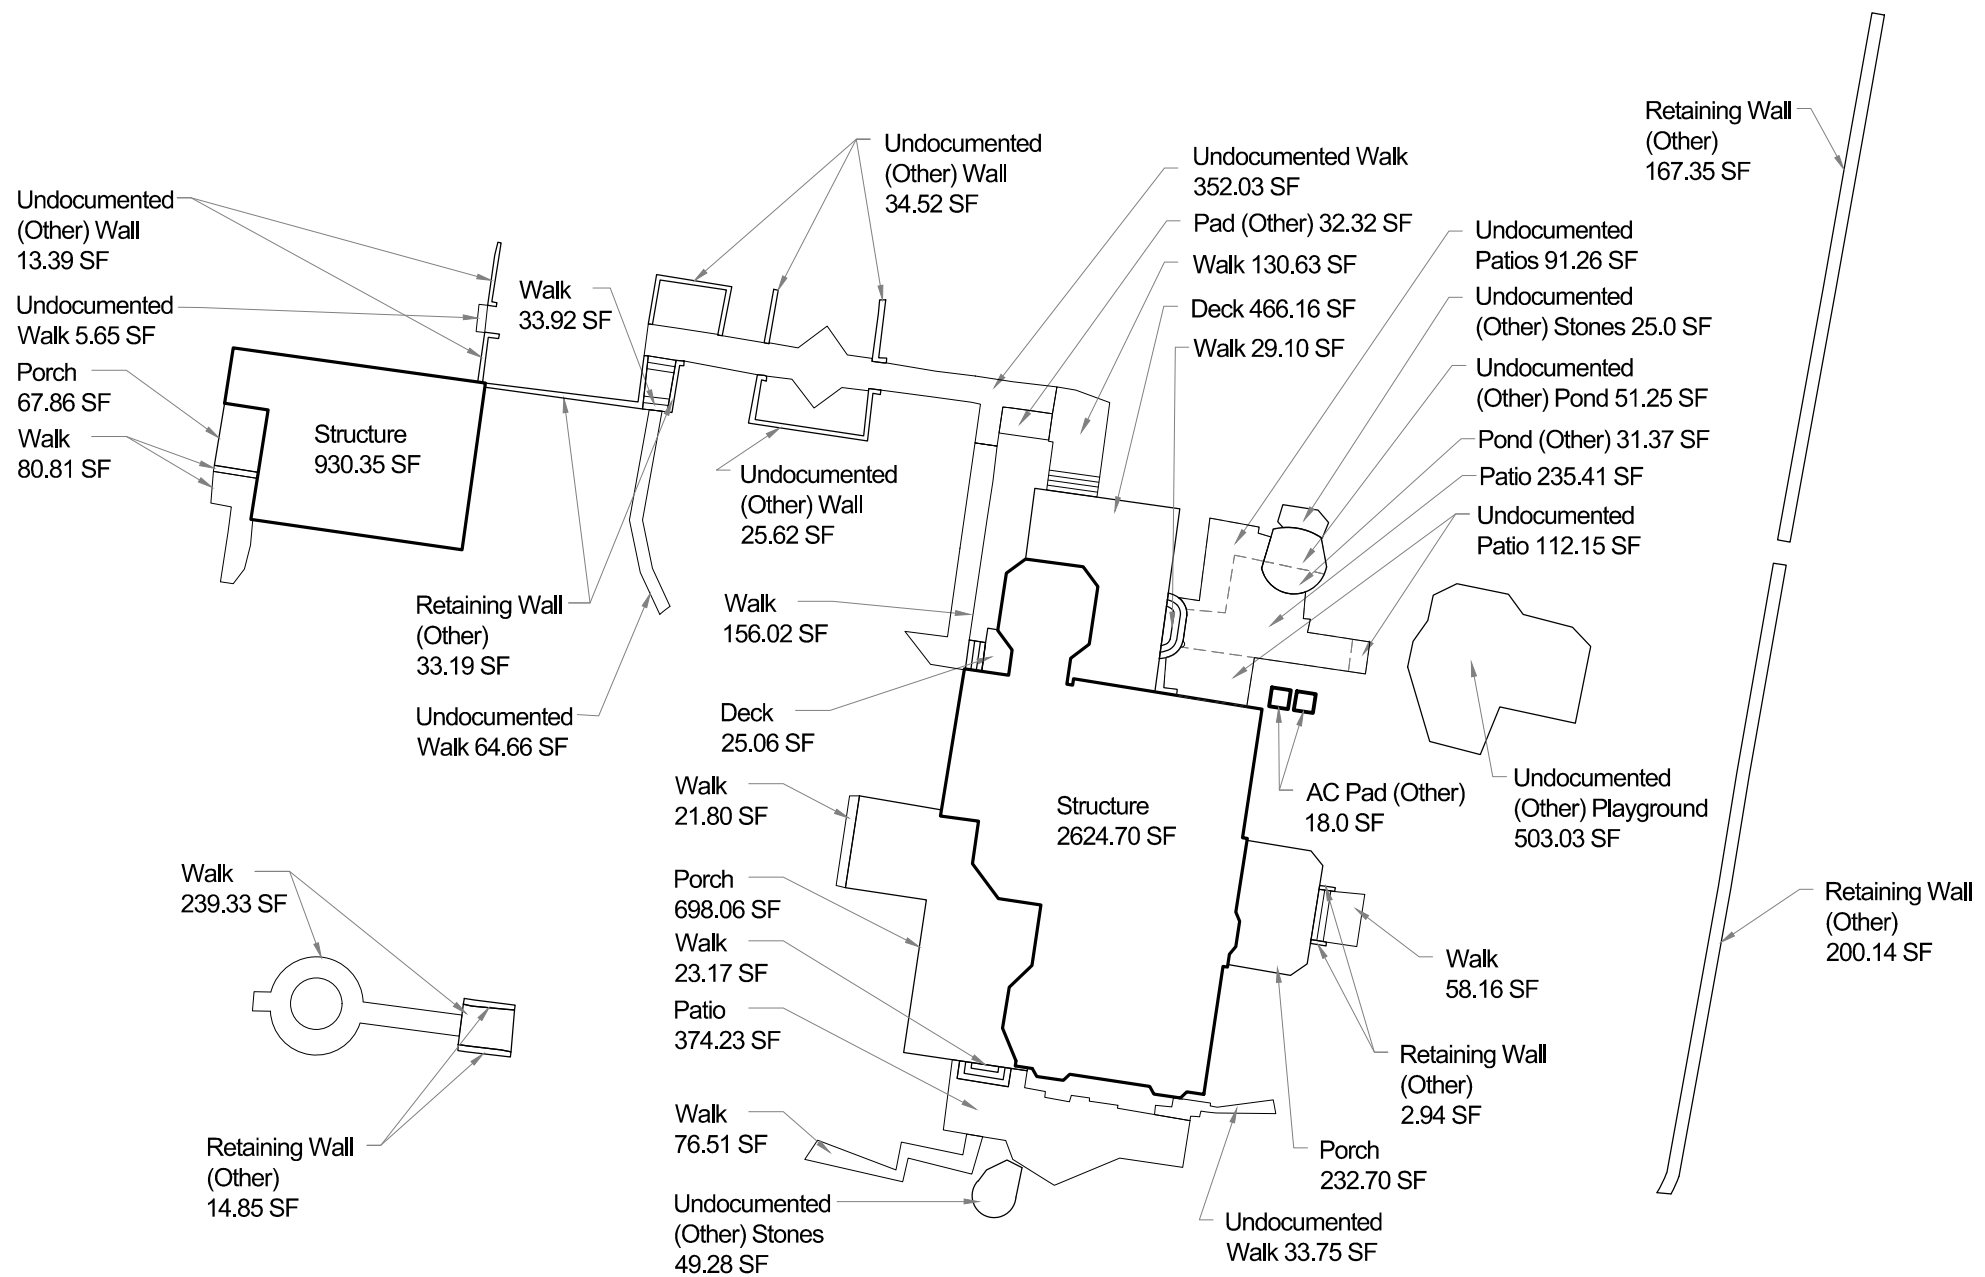 Retaining Wall
(Other)
167.35 SF
Undocumented
(Other) Wall
34.52 SF
Undocumented Walk
352.03 SF
Pad (Other) 32.32 SF
Walk 130.63 SF
Deck 466.16 SF
Walk 29.10 SF
Undocumented
Patios 91.26 SF
Undocumented
(Other) Stones 25.0 SF
Undocumented
(Other) Pond 51.25 SF
Pond (Other) 31.37 SF
Patio 235.41 SF
Undocumented
Patio 112.15 SF
Undocumented
(Other) Wall
13.39 SF
Undocumented
Walk 5.65 SF
Porch
67.86 SF
Walk
80.81 SF
Walk
33.92 SF
Structure
930.35 SF
Undocumented
(Other) Wall
25.62 SF
Retaining Wall
(Other)
33.19 SF
Undocumented
Walk 64.66 SF
Walk
156.02 SF
Deck
25.06 SF
Walk
21.80 SF
Structure
2624.70 SF
AC Pad (Other)
18.0 SF
Undocumented
(Other) Playground
503.03 SF
Walk
239.33 SF
Porch
698.06 SF
Walk
23.17 SF
Patio
374.23 SF
Walk
76.51 SF
Undocumented
(Other) Stones
49.28 SF
Retaining Wall
(Other)
14.85 SF
Retaining Wall
(Other)
200.14 SF
Walk
58.16 SF
Retaining Wall
(Other)
2.94 SF
Porch
232.70 SF
Undocumented
Walk 33.75 SF